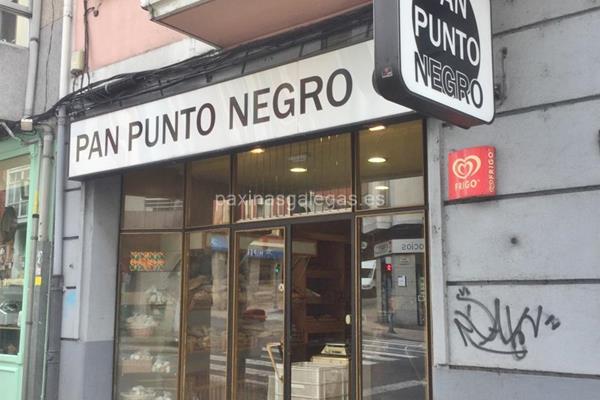 PAN
PUNTO
NEGRO
PAN PUNTO NEGRO
FRIGO
paxinasgalegas.es